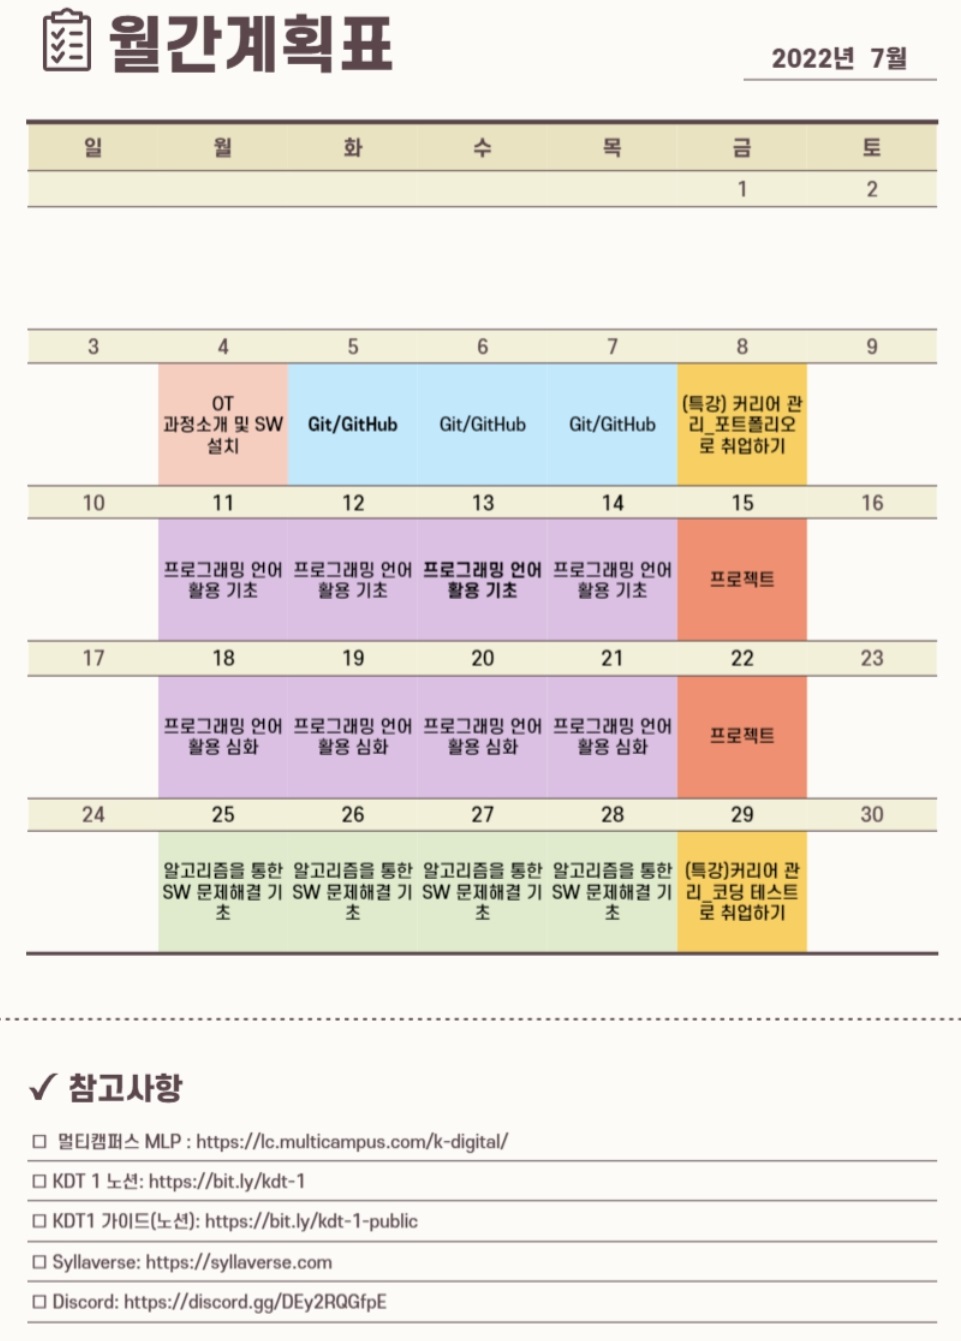 월간계획표
2022년 7월
일 월 화 수 목 금 토
1 2
3 4 5 6 7 8 9
OT
과정소개 및 SW
설치
Git/GitHub
Git/GitHub
Git/GitHub
(특강) 커리어 관
리_포트폴리오
로 취업하기
10 11 12 13 14 15 16
프로그래밍 언어
활용 기초
프로그래밍 언어
활용 기초
프로그래밍 언어
활용 기초
프로그래밍 언어
활용 기초
프로젝트
17 18 19 20 21 22 23
프로그래밍 언어
활용 심화
프로그래밍 언어
활용 심화
프로그래밍 언어
활용 심화
프로그래밍 언어
활용 심화
프로젝트
24 25 26 27 28 29 30
알고리즘을 통한
SW 문제해결 기
초
알고리즘을 통한
SW 문제해결 기
초
알고리즘을 통한
SW 문제해결 기
초
알고리즘을 통한
SW 문제해결 기
초
(특강)커리어 관
리_코딩 테스트
로 취업하기
✓ 참고사항
□ 멀티캠퍼스 MLP : https://lc.multicampus.com/k-digital/
□ KDT 1 노션: https://bit.ly/kdt-1
□ KDT1 가이드(노션): https://bit.ly/kdt-1-public
□ Syllaverse: https://syllaverse.com
□ Discord: https://discord.gg/DEy2RQGfpE